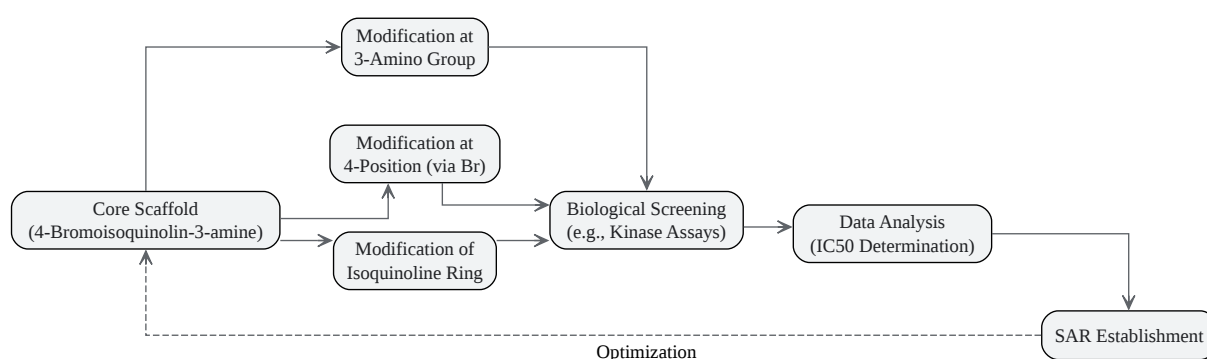 Modification at
3-Amino Group
Modification at
4-Position (via Br)
Core Scaffold
(4-Bromoisoquinolin-3-amine)
Biological Screening
(e.g., Kinase Assays)
Data Analysis
(IC50 Determination)
Modification of
Isoquinoline Ring
SAR Establishment
Optimization